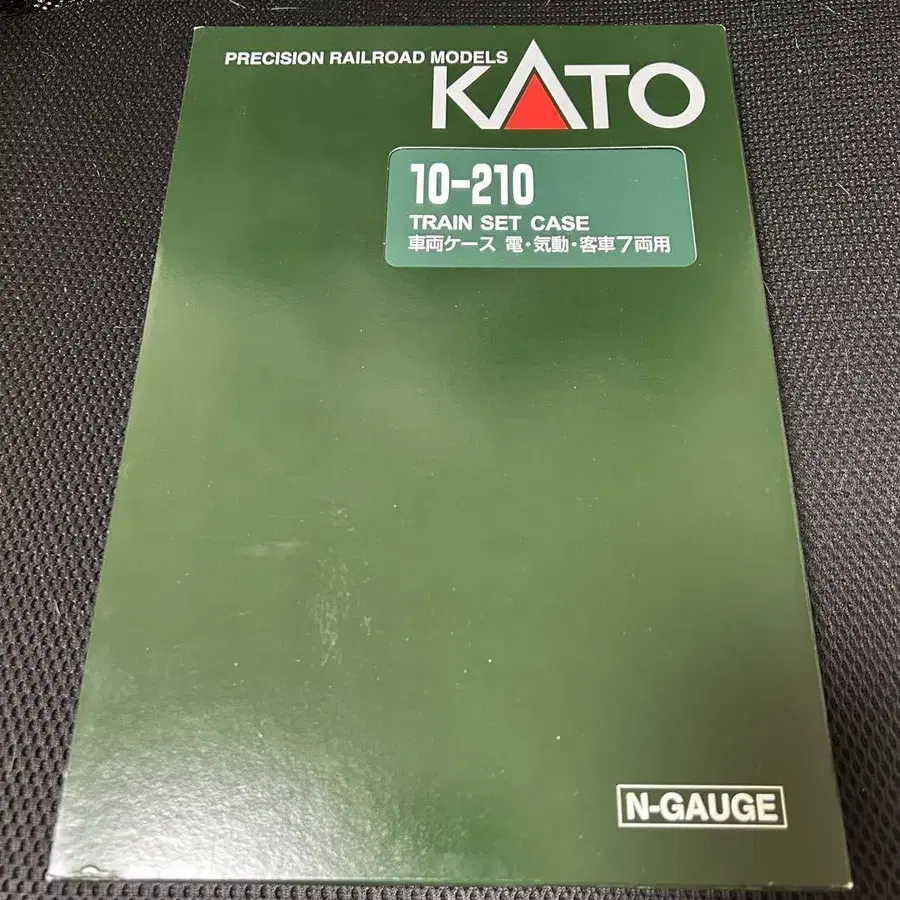 PRECISION RAILROAD MODELS
KATO
10-210
TRAIN SET CASE
車両ケース 電・気動・客車7両用
N-GAUGE